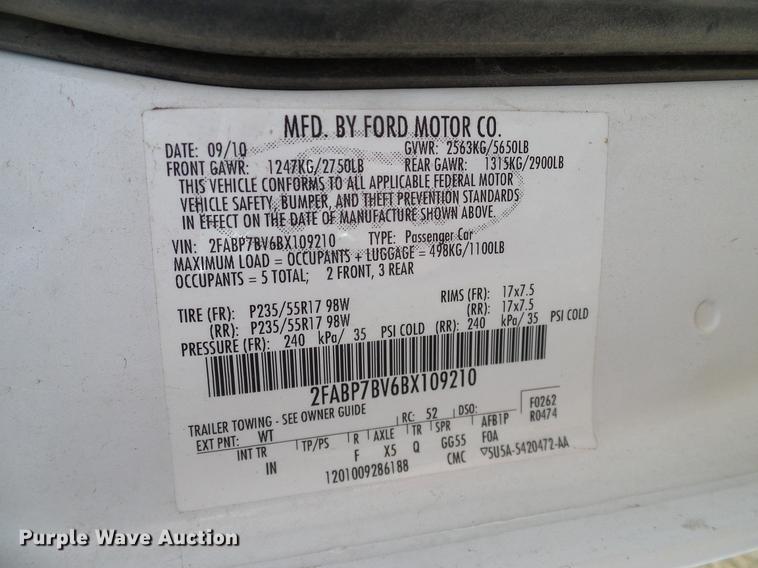 MFD. BY FORD MOTOR CO.
DATE: 09/10 GVWR: 2563KG/5650LB
FRONT GAWR: 1247KG/2750LB REAR GAWR: 1315KG/2900LB
THIS VEHICLE CONFORMS TO ALL APPLICABLE FEDERAL MOTOR
VEHICLE SAFETY, BUMPER, AND THEFT PREVENTION STANDARDS
IN EFFECT ON THE DATE OF MANUFACTURE SHOWN ABOVE.
VIN: 2FABP7BV6BX109210 TYPE: Passenger Car
MAXIMUM LOAD = OCCUPANTS + LUGGAGE = 498KG/1100LB
OCCUPANTS = 5 TOTAL; 2 FRONT, 3 REAR
TIRE (FR): P235/55R17 98W RIMS (FR): 17x7.5
(RR): P235/55R17 98W (RR): 17x7.5
PRESSURE (FR): 240 kPa/ 35 PSI COLD (RR): 240 kPa/ 35 PSI COLD
2FABP7BV6BX109210
TRAILER TOWING - SEE OWNER GUIDE
EXT PNT: WT RC: 52 DSO: AFB1P F0262
R0474
INT TR TP/PS R AXLE TR SPR F0A
IN F X5 Q GG55
1201009286188 CMC ▽5U5A-5420472-AA
Purple Wave Auction